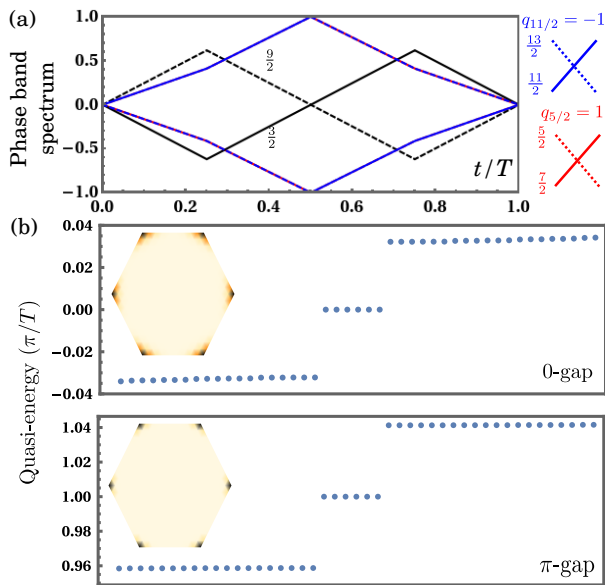 (a)
Phase band
spectrum
1.0
0.5
0.0
−0.5
−1.0
9/2
3/2
t/T
0.0 0.2 0.4 0.6 0.8 1.0
q11/2 = −1
13/2
11/2
q5/2 = 1
5/2
7/2
(b)
Quasi-energy (π/T)
0.04
0.02
0.00
−0.02
−0.04
0-gap
1.04
1.02
1.00
0.98
0.96
π-gap